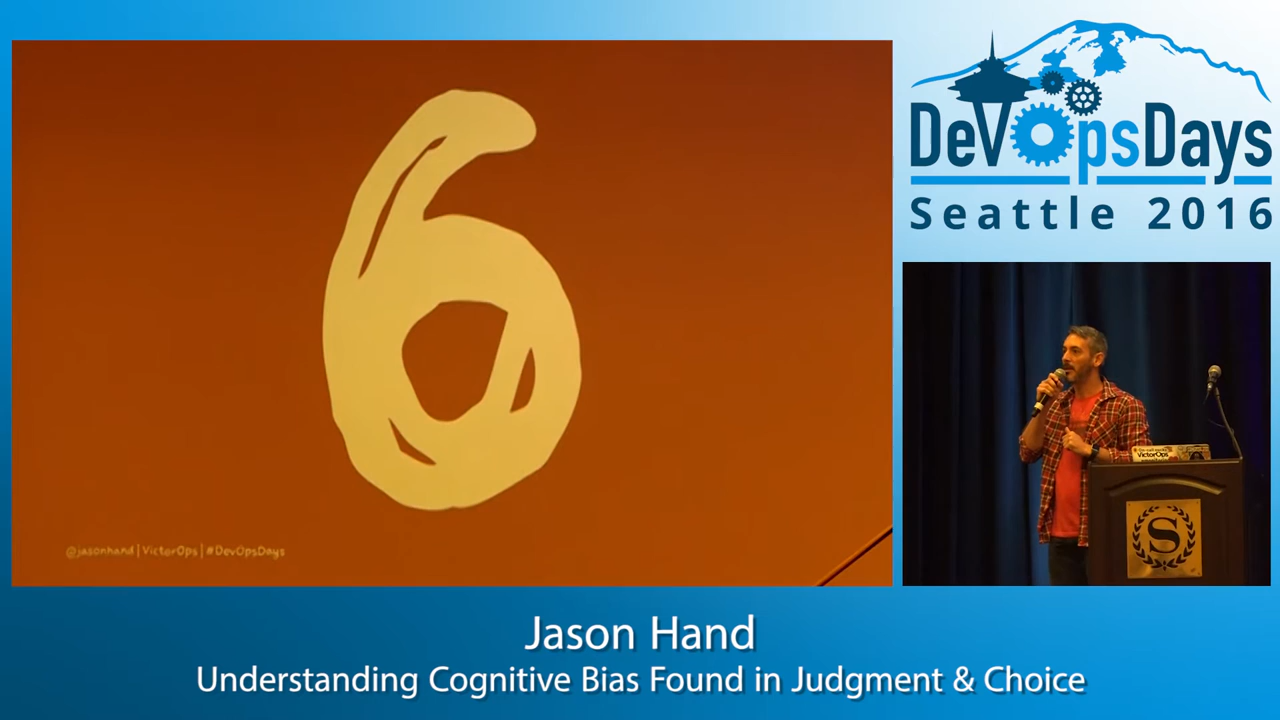 6
@jasonhand | VictorOps | #DevOpsDays
DevOpsDays
Seattle 2016
VictorOps
S
Jason Hand
Understanding Cognitive Bias Found in Judgment & Choice